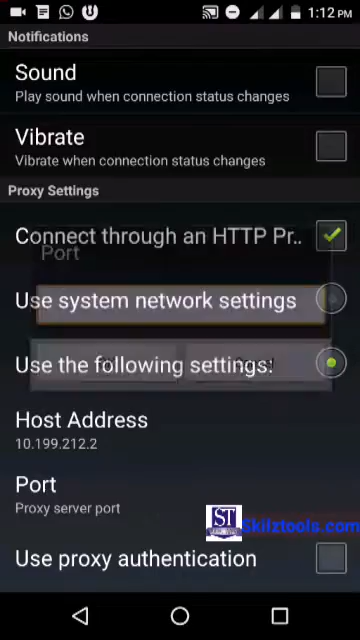 1:12 PM
Notifications
Sound
Play sound when connection status changes
Vibrate
Vibrate when connection status changes
Proxy Settings
Connect through an HTTP Pr..
Port
Use system network settings
Use the following settings:
Host Address
10.199.212.2
Port
Proxy server port
ST Skilztools.com
Use proxy authentication